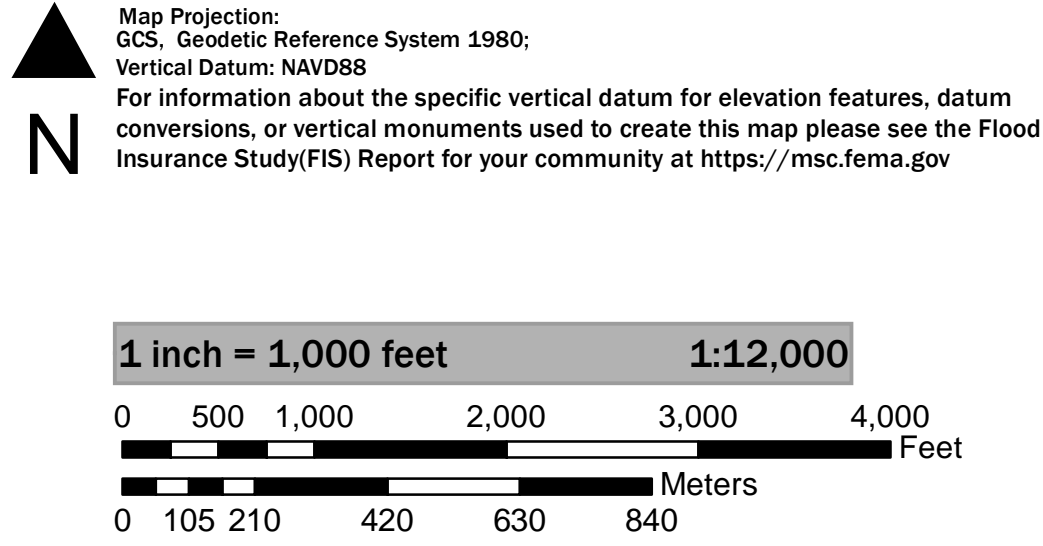 Map Projection:
GCS, Geodetic Reference System 1980;
Vertical Datum: NAVD88
For information about the specific vertical datum for elevation features, datum
conversions, or vertical monuments used to create this map please see the Flood
Insurance Study(FIS) Report for your community at https://msc.fema.gov
N
1 inch = 1,000 feet 1:12,000
0 500 1,000 2,000 3,000 4,000
Feet
Meters
0 105 210 420 630 840